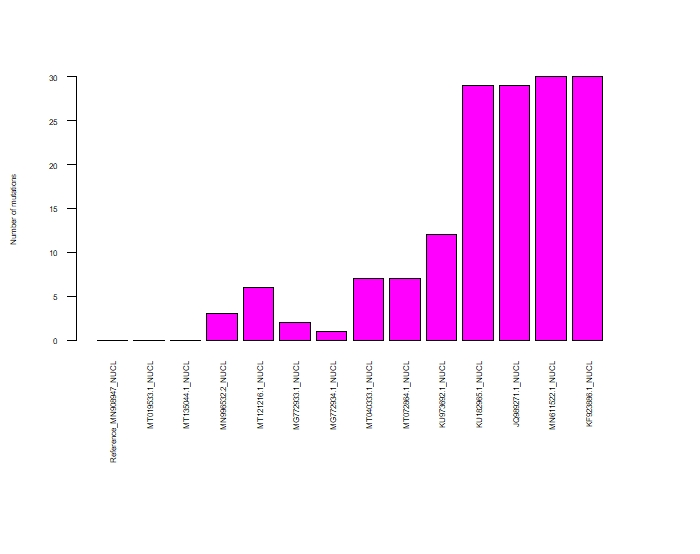 Number of mutations
30
25
20
15
10
5
0
Reference_MN908947_NUCL
MT019533.1_NUCL
MT135044.1_NUCL
MN996532.2_NUCL
MT121216.1_NUCL
MG772933.1_NUCL
MG772934.1_NUCL
MT040333.1_NUCL
MT072864.1_NUCL
KU973692.1_NUCL
KU182965.1_NUCL
JQ989271.1_NUCL
MN611522.1_NUCL
KF923886.1_NUCL